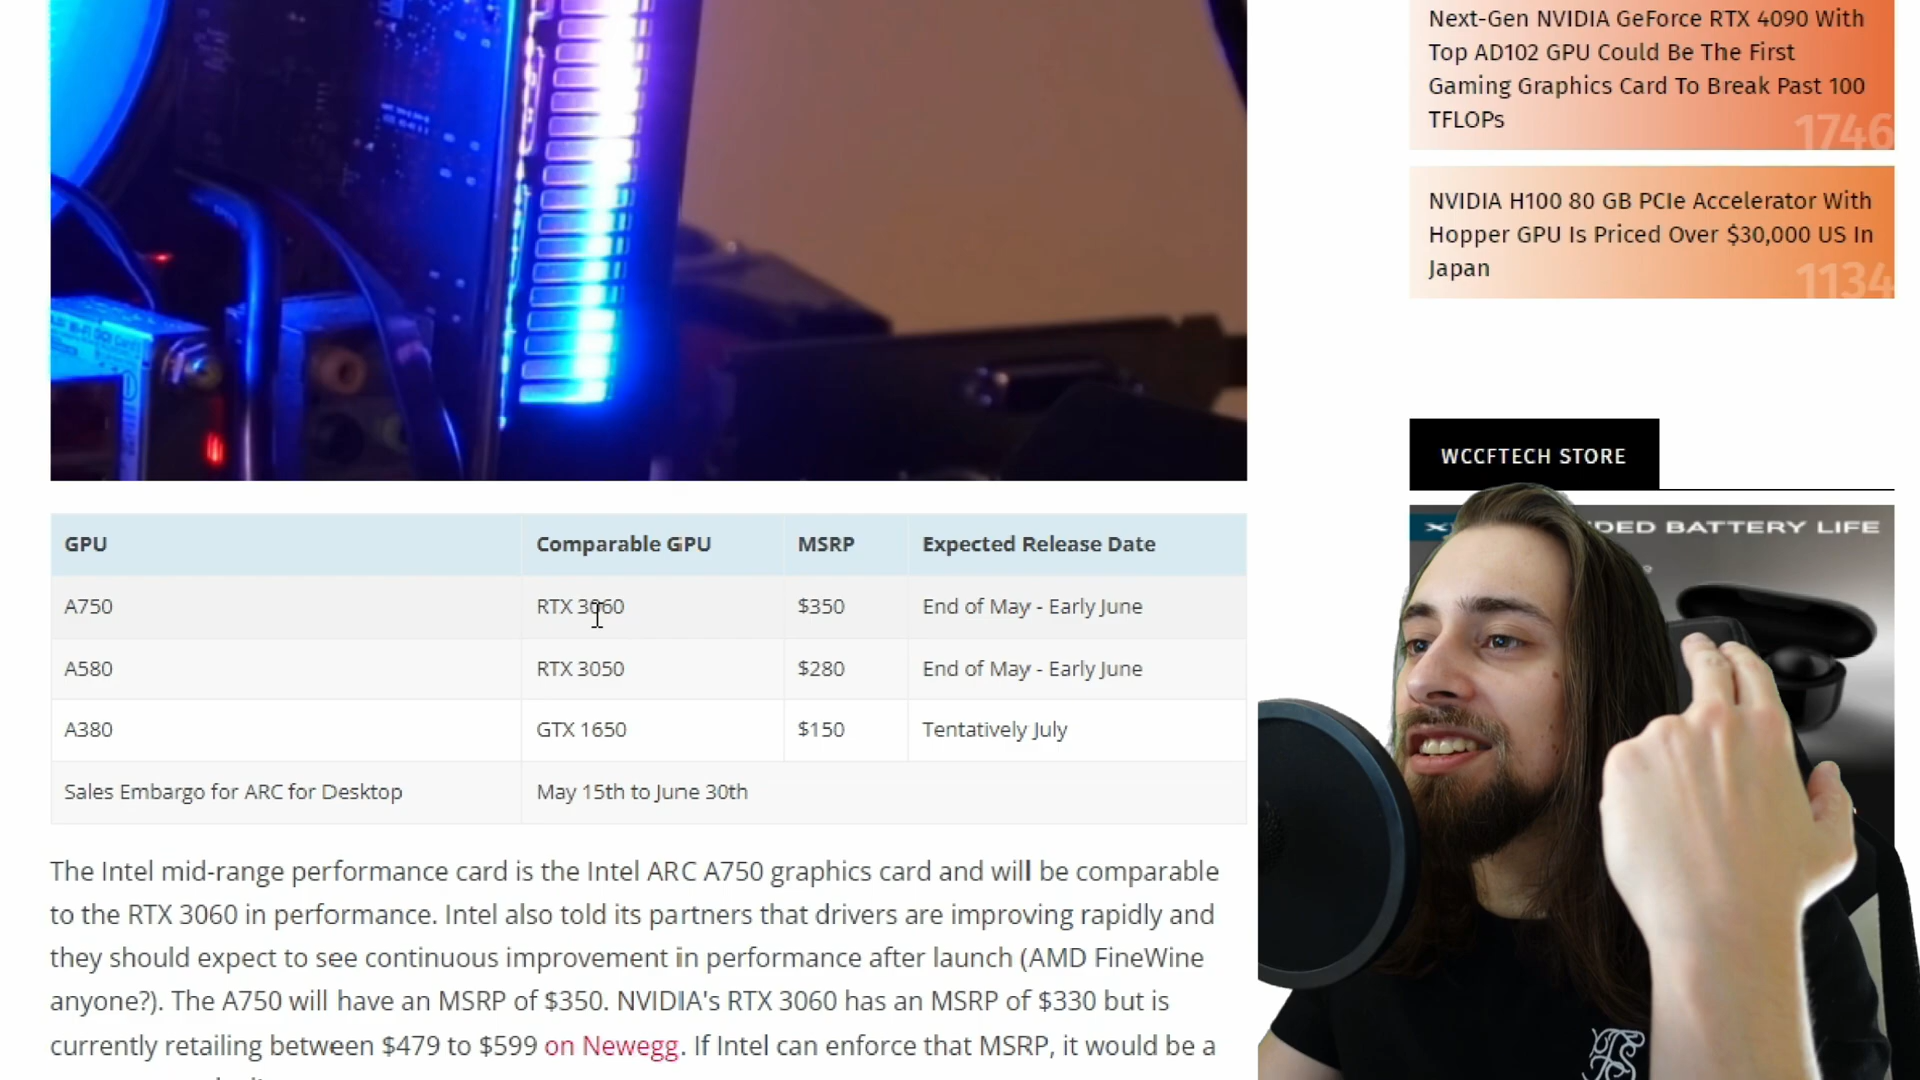 Next-Gen NVIDIA GeForce RTX 4090 With
Top AD102 GPU Could Be The First
Gaming Graphics Card To Break Past 100
TFLOPs
1746
NVIDIA H100 80 GB PCIe Accelerator With
Hopper GPU Is Priced Over $30,000 US In
Japan
1134
WCCFTECH STORE
DED BATTERY LIFE
GPU Comparable GPU MSRP Expected Release Date
A750 RTX 3060 $350 End of May - Early June
A580 RTX 3050 $280 End of May - Early June
A380 GTX 1650 $150 Tentatively July
Sales Embargo for ARC for Desktop May 15th to June 30th
The Intel mid-range performance card is the Intel ARC A750 graphics card and will be comparable
to the RTX 3060 in performance. Intel also told its partners that drivers are improving rapidly and
they should expect to see continuous improvement in performance after launch (AMD FineWine
anyone?). The A750 will have an MSRP of $350. NVIDIA's RTX 3060 has an MSRP of $330 but is
currently retailing between $479 to $599 on Newegg. If Intel can enforce that MSRP, it would be a